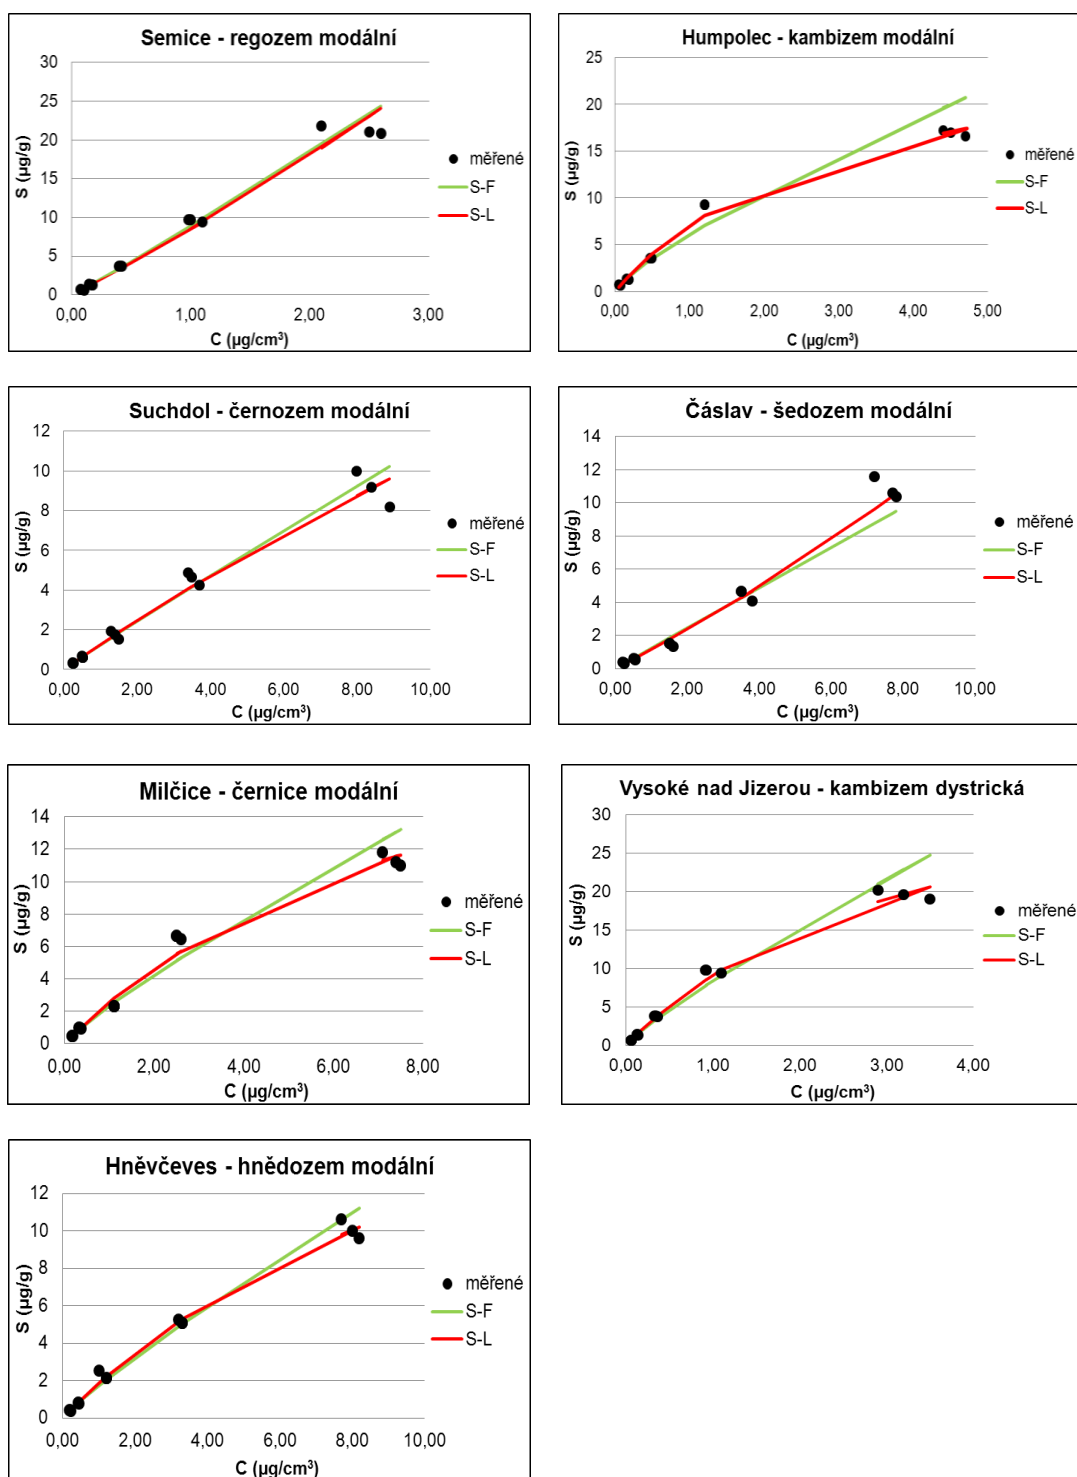 Semice - regozem modální
30
25
20
15
10
5
0
S (µg/g)
0,00 1,00 2,00 3,00
C (µg/cm³)
měřené
S-F
S-L
Humpolec - kambizem modální
25
20
15
10
5
0
S (µg/g)
0,00 1,00 2,00 3,00 4,00 5,00
C (µg/cm³)
měřené
S-F
S-L
Suchdol - černozem modální
12
10
8
6
4
2
0
S (µg/g)
0,00 2,00 4,00 6,00 8,00 10,00
C (µg/cm³)
měřené
S-F
S-L
Čáslav - šedozem modální
14
12
10
8
6
4
2
0
S (µg/g)
0,00 2,00 4,00 6,00 8,00 10,00
C (µg/cm³)
měřené
S-F
S-L
Milčice - černice modální
14
12
10
8
6
4
2
0
S (µg/g)
0,00 2,00 4,00 6,00 8,00
C (µg/cm³)
měřené
S-F
S-L
Vysoké nad Jizerou - kambizem dystrická
30
25
20
15
10
5
0
S (µg/g)
0,00 1,00 2,00 3,00 4,00
C (µg/cm³)
měřené
S-F
S-L
Hněvčeves - hnědozem modální
12
10
8
6
4
2
0
S (µg/g)
0,00 2,00 4,00 6,00 8,00 10,00
C (µg/cm³)
měřené
S-F
S-L